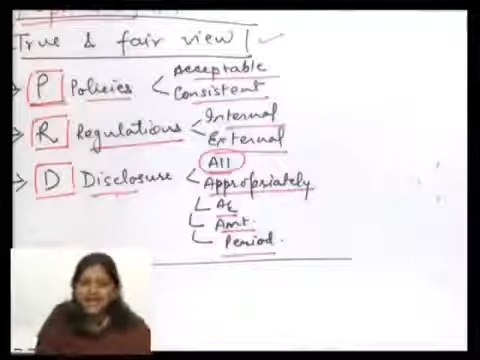 True & fair view
P Policies Acceptable
Consistent
R Regulations Internal
External
D Disclosure All
Appropriately
Amt.
Period.